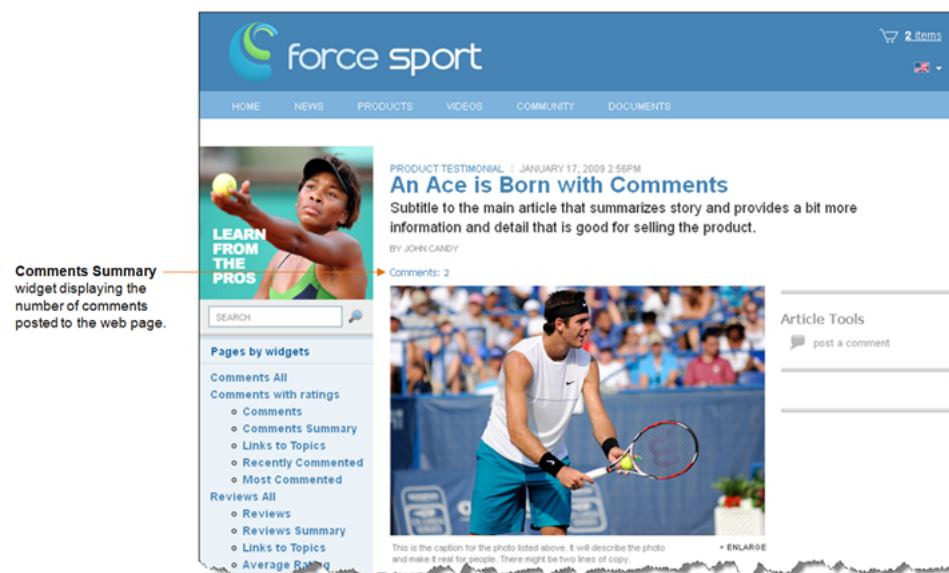 force sport
2 items
HOME NEWS PRODUCTS VIDEOS COMMUNITY DOCUMENTS
LEARN
FROM
THE
PROS
SEARCH
Pages by widgets
Comments All
Comments with ratings
Comments
Comments Summary
Links to Topics
Recently Commented
Most Commented
Reviews All
Reviews
Reviews Summary
Links to Topics
Average Rating
PRODUCT TESTIMONIAL | JANUARY 17, 2009 2:56PM
An Ace is Born with Comments
Subtitle to the main article that summarizes story and provides a bit more
information and detail that is good for selling the product.
BY JOHN CANDY
Comments: 2
This is the caption for the photo listed above. It will describe the photo
and make it real for people. There might be two lines of copy.
+ ENLARGE
Article Tools
post a comment
Comments Summary
widget displaying the
number of comments
posted to the web page.